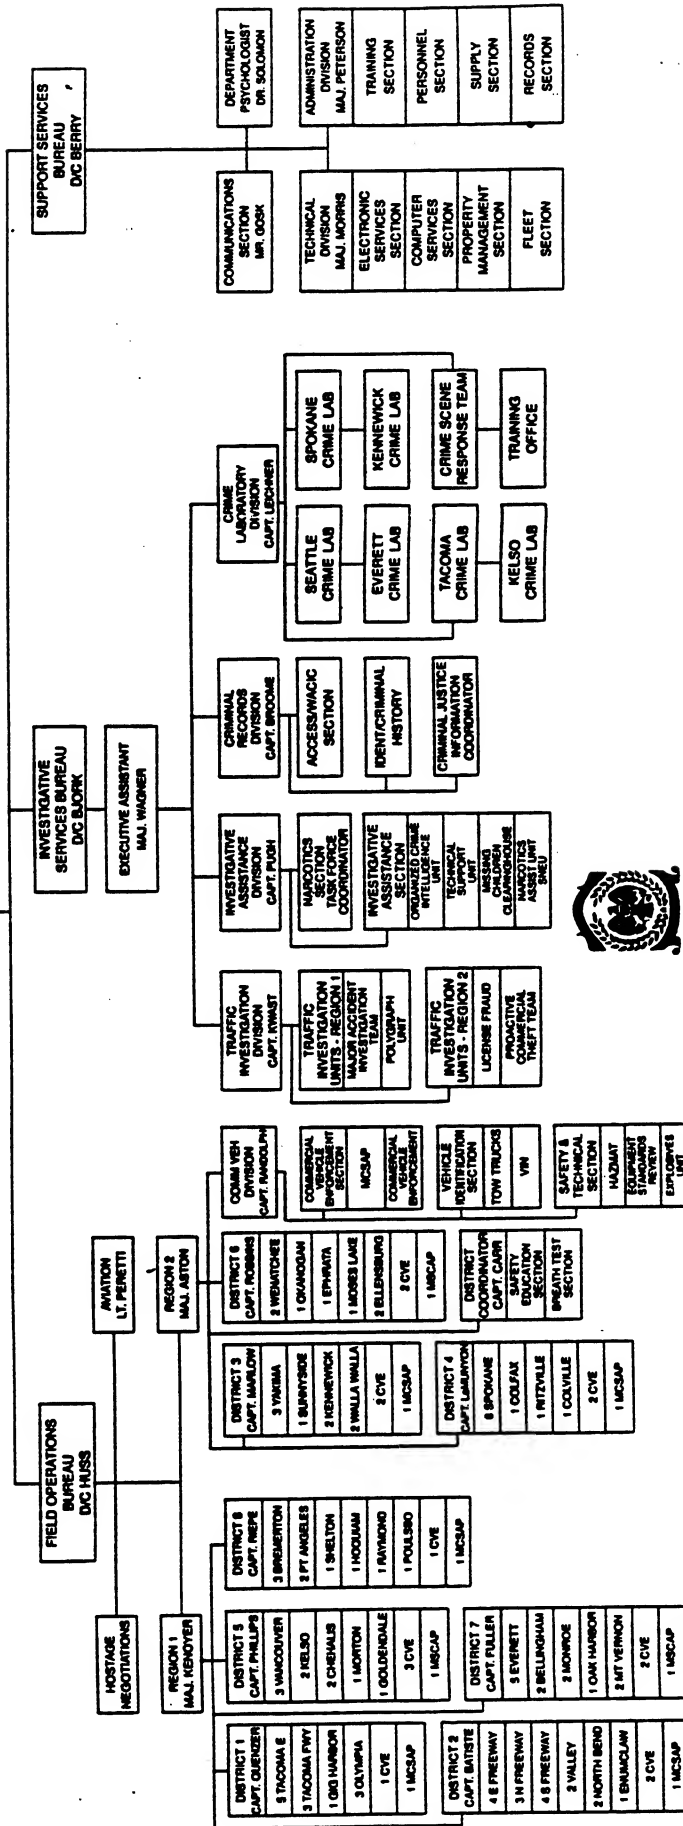 FIELD OPERATIONS
BUREAU
D/C HUSS
INVESTIGATIVE
SERVICES BUREAU
D/C BJORK
SUPPORT SERVICES
BUREAU
D/C BERRY
HOSTAGE
NEGOTIATIONS
AVIATION
LT. PERETTI
EXECUTIVE ASSISTANT
MAJ. WAGNER
REGION 1
MAJ. KENOYER
REGION 2
MAJ. ASTON
DISTRICT 1
CAPT. QUENZER
5 TACOMA E
3 TACOMA FWY
1 GIG HARBOR
3 OLYMPIA
1 CVE
1 MCSAP
DISTRICT 2
CAPT. BATISTE
4 E FREEWAY
3 N FREEWAY
4 S FREEWAY
2 VALLEY
2 NORTH BEND
1 ENUMCLAW
2 CVE
1 MCSAP
DISTRICT 5
CAPT. PHILLIPS
3 VANCOUVER
2 KELSO
2 CHEHALIS
1 MORTON
1 GOLDENDALE
3 CVE
1 MSCAP
DISTRICT 7
CAPT. FULLER
5 EVERETT
2 BELLINGHAM
2 MONROE
1 OAK HARBOR
2 MT VERNON
2 CVE
1 MSCAP
DISTRICT 8
CAPT. RIEPE
3 BREMERTON
2 PT ANGELES
1 SHELTON
1 HOQUIAM
1 RAYMOND
1 POULSBO
1 CVE
1 MCSAP
DISTRICT 3
CAPT. MARLOW
3 YAKIMA
1 SUNNYSIDE
2 KENNEWICK
2 WALLA WALLA
2 CVE
1 MCSAP
DISTRICT 4
CAPT. LeMUNYON
6 SPOKANE
1 COLFAX
1 RITZVILLE
1 COLVILLE
2 CVE
1 MCSAP
DISTRICT 6
CAPT. ROBBINS
2 WENATCHEE
1 OKANOGAN
1 EPHRATA
1 MOSES LAKE
2 ELLENSBURG
2 CVE
1 MSCAP
DISTRICT
COORDINATOR
CAPT. CARR
SAFETY
EDUCATION
SECTION
BREATH TEST
SECTION
COMM VEH
DIVISION
CAPT. RANDOLPH
COMMERCIAL
VEHICLE
ENFORCEMENT
SECTION
MCSAP
COMMERCIAL
VEHICLE
ENFORCEMENT
VEHICLE
IDENTIFICATION
SECTION
TOW TRUCKS
VIN
SAFETY &
TECHNICAL
SECTION
HAZMAT
EQUIPMENT
STANDARDS
REVIEW
EXPLOSIVES
UNIT
TRAFFIC
INVESTIGATION
DIVISION
CAPT. KWAST
TRAFFIC
INVESTIGATION
UNITS - REGION 1
MAJOR ACCIDENT
INVESTIGATION
TEAM
POLYGRAPH
UNIT
TRAFFIC
INVESTIGATION
UNITS - REGION 2
LICENSE FRAUD
PROACTIVE
COMMERCIAL
THEFT TEAM
INVESTIGATIVE
ASSISTANCE
DIVISION
CAPT. PUGH
NARCOTICS
SECTION
TASK FORCE
COORDINATOR
INVESTIGATIVE
ASSISTANCE
SECTION
ORGANIZED CRIME
INTELLIGENCE
UNIT
TECHNICAL
SUPPORT
UNIT
MISSING
CHILDREN
CLEARINGHOUSE
NARCOTICS
ASSIST UNIT
SNEU
CRIMINAL
RECORDS
DIVISION
CAPT. BROOME
ACCESS/WACIC
SECTION
IDENT/CRIMINAL
HISTORY
CRIMINAL JUSTICE
INFORMATION
COORDINATOR
CRIME
LABORATORY
DIVISION
CAPT. LEICHNER
SEATTLE
CRIME LAB
SPOKANE
CRIME LAB
EVERETT
CRIME LAB
KENNEWICK
CRIME LAB
TACOMA
CRIME LAB
CRIME SCENE
RESPONSE TEAM
KELSO
CRIME LAB
TRAINING
OFFICE
COMMUNICATIONS
SECTION
MR. GOSK
DEPARTMENT
PSYCHOLOGIST
DR. SOLOMON
TECHNICAL
DIVISION
MAJ. MORRIS
ELECTRONIC
SERVICES
SECTION
COMPUTER
SERVICES
SECTION
PROPERTY
MANAGEMENT
SECTION
FLEET
SECTION
ADMINISTRATION
DIVISION
MAJ. PETERSON
TRAINING
SECTION
PERSONNEL
SECTION
SUPPLY
SECTION
RECORDS
SECTION